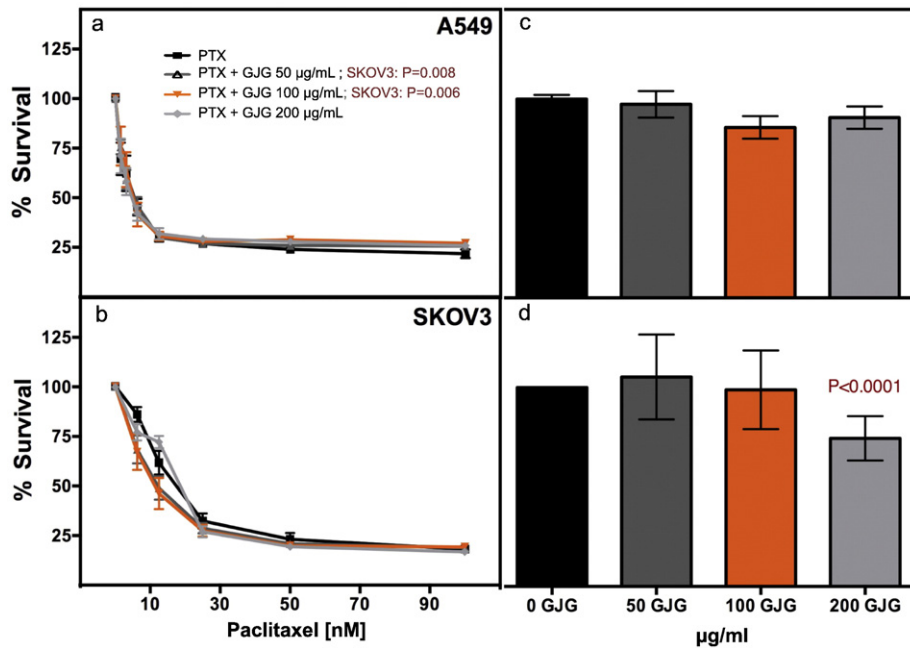 a
A549
c
125
100
75
50
25
% Survival
PTX
PTX + GJG 50 µg/mL ; SKOV3: P=0.008
PTX + GJG 100 µg/mL; SKOV3: P=0.006
PTX + GJG 200 µg/mL
b
SKOV3
d
125
100
75
50
25
% Survival
P<0.0001
10 30 50 70 90
Paclitaxel [nM]
0 GJG 50 GJG 100 GJG 200 GJG
µg/ml